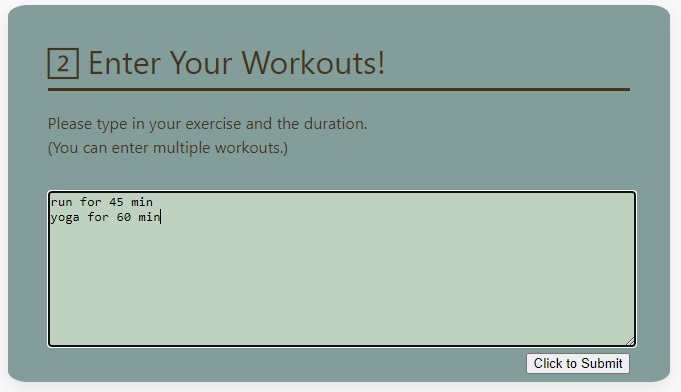 2 Enter Your Workouts!
Please type in your exercise and the duration.
(You can enter multiple workouts.)
run for 45 min
yoga for 60 min
Click to Submit